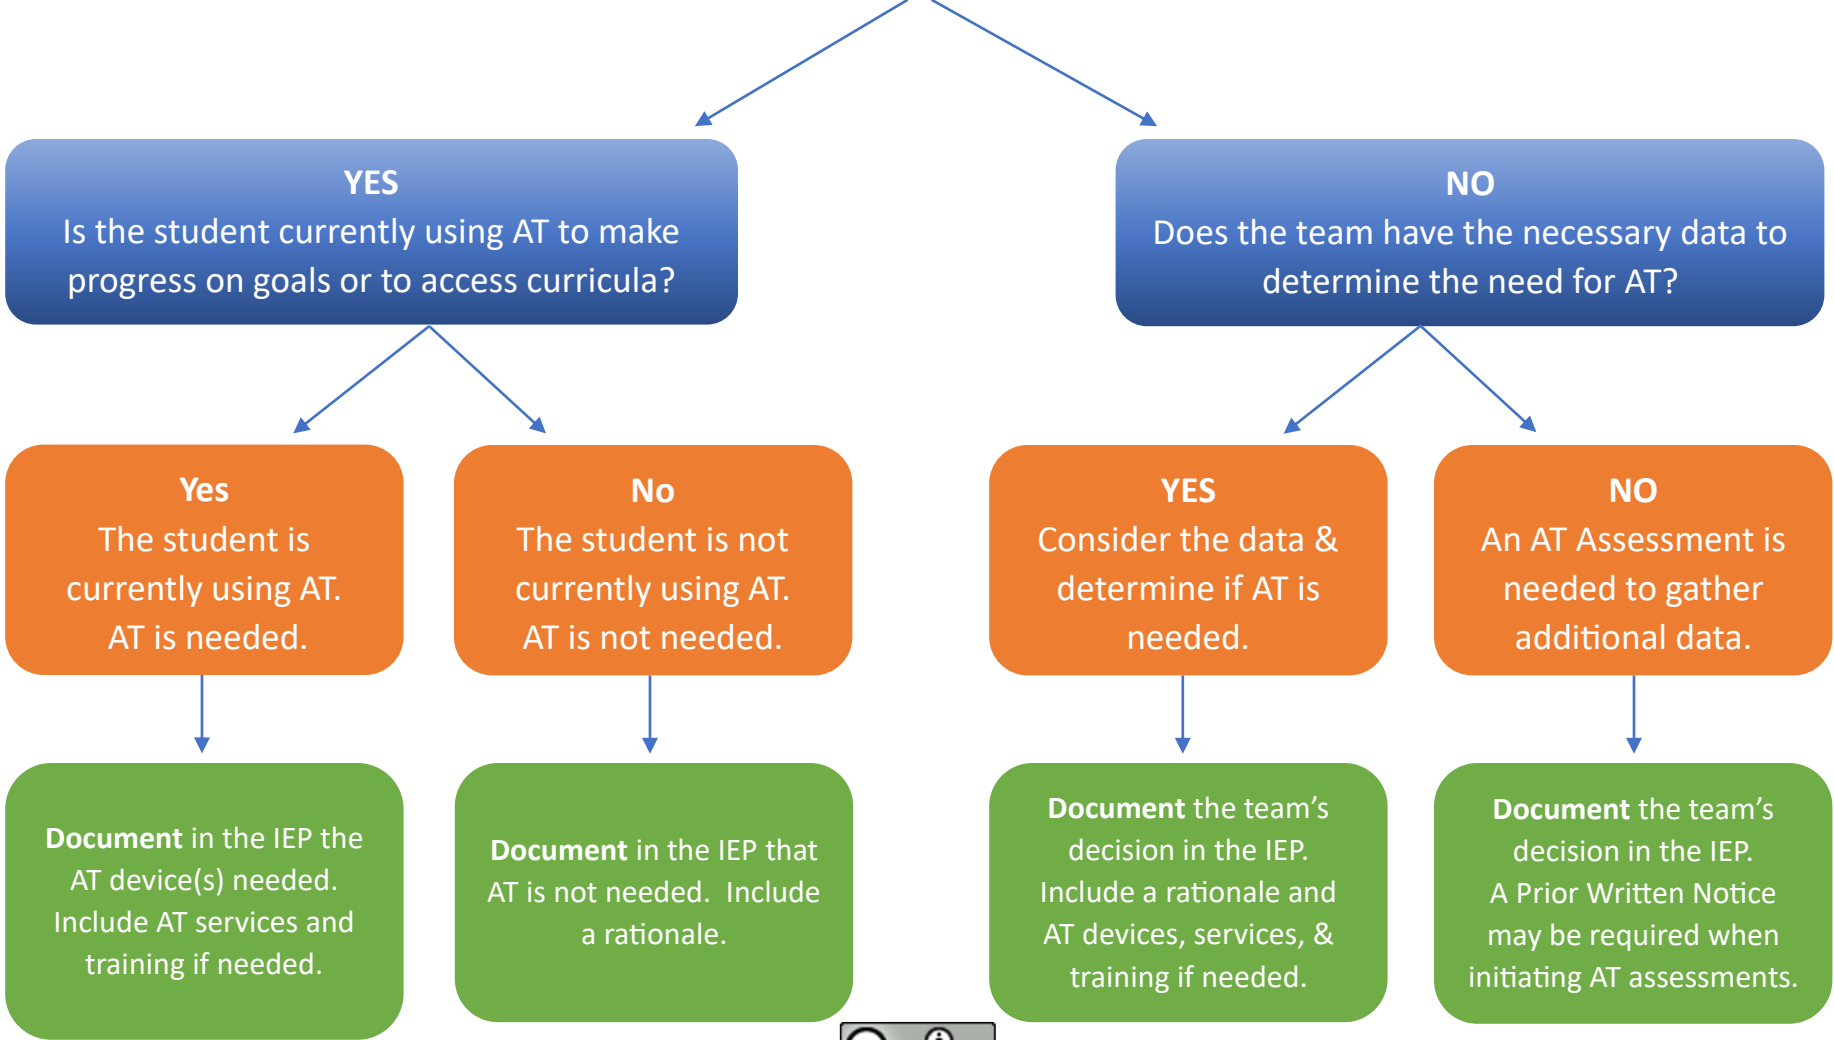 YES
Is the student currently using AT to make
progress on goals or to access curricula?
NO
Does the team have the necessary data to
determine the need for AT?
Yes
The student is
currently using AT.
AT is needed.
No
The student is not
currently using AT.
AT is not needed.
YES
Consider the data &
determine if AT is
needed.
NO
An AT Assessment is
needed to gather
additional data.
Document in the IEP the
AT device(s) needed.
Include AT services and
training if needed.
Document in the IEP that
AT is not needed.  Include
a rationale.
Document the team’s
decision in the IEP.
Include a rationale and
AT devices, services, &
training if needed.
Document the team’s
decision in the IEP.
A Prior Written Notice
may be required when
initiating AT assessments.